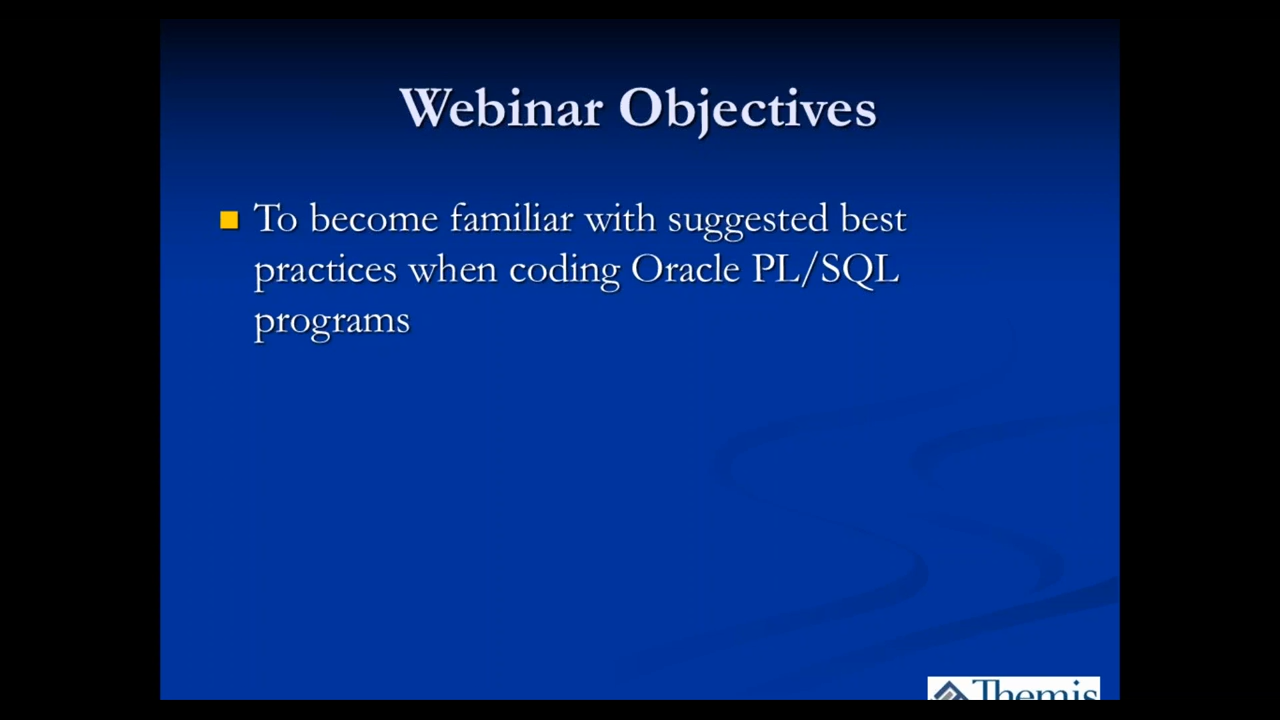 Webinar Objectives
To become familiar with suggested best
practices when coding Oracle PL/SQL
programs
Themis